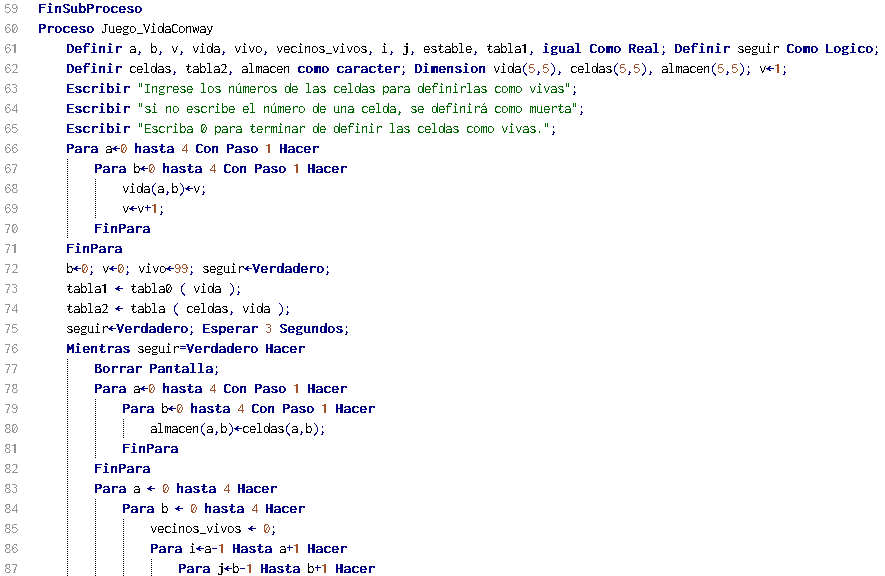 59 FinSubProceso
60 Proceso Juego_VidaConway
61 Definir a, b, v, vida, vivo, vecinos_vivos, i, j, estable, tabla1, igual Como Real; Definir seguir Como Logico;
62 Definir celdas, tabla2, almacen como caracter; Dimension vida(5,5), celdas(5,5), almacen(5,5); v←1;
63 Escribir "Ingrese los números de las celdas para definirlas como vivas";
64 Escribir "si no escribe el número de una celda, se definirá como muerta";
65 Escribir "Escriba 0 para terminar de definir las celdas como vivas.";
66 Para a←0 hasta 4 Con Paso 1 Hacer
67 Para b←0 hasta 4 Con Paso 1 Hacer
68 vida(a,b)←v;
69 v←v+1;
70 FinPara
71 FinPara
72 b←0; v←0; vivo←99; seguir←Verdadero;
73 tabla1 ← tabla0 ( vida );
74 tabla2 ← tabla ( celdas, vida );
75 seguir←Verdadero; Esperar 3 Segundos;
76 Mientras seguir=Verdadero Hacer
77 Borrar Pantalla;
78 Para a←0 hasta 4 Con Paso 1 Hacer
79 Para b←0 hasta 4 Con Paso 1 Hacer
80 almacen(a,b)←celdas(a,b);
81 FinPara
82 FinPara
83 Para a ← 0 hasta 4 Hacer
84 Para b ← 0 hasta 4 Hacer
85 vecinos_vivos ← 0;
86 Para i←a-1 Hasta a+1 Hacer
87 Para j←b-1 Hasta b+1 Hacer